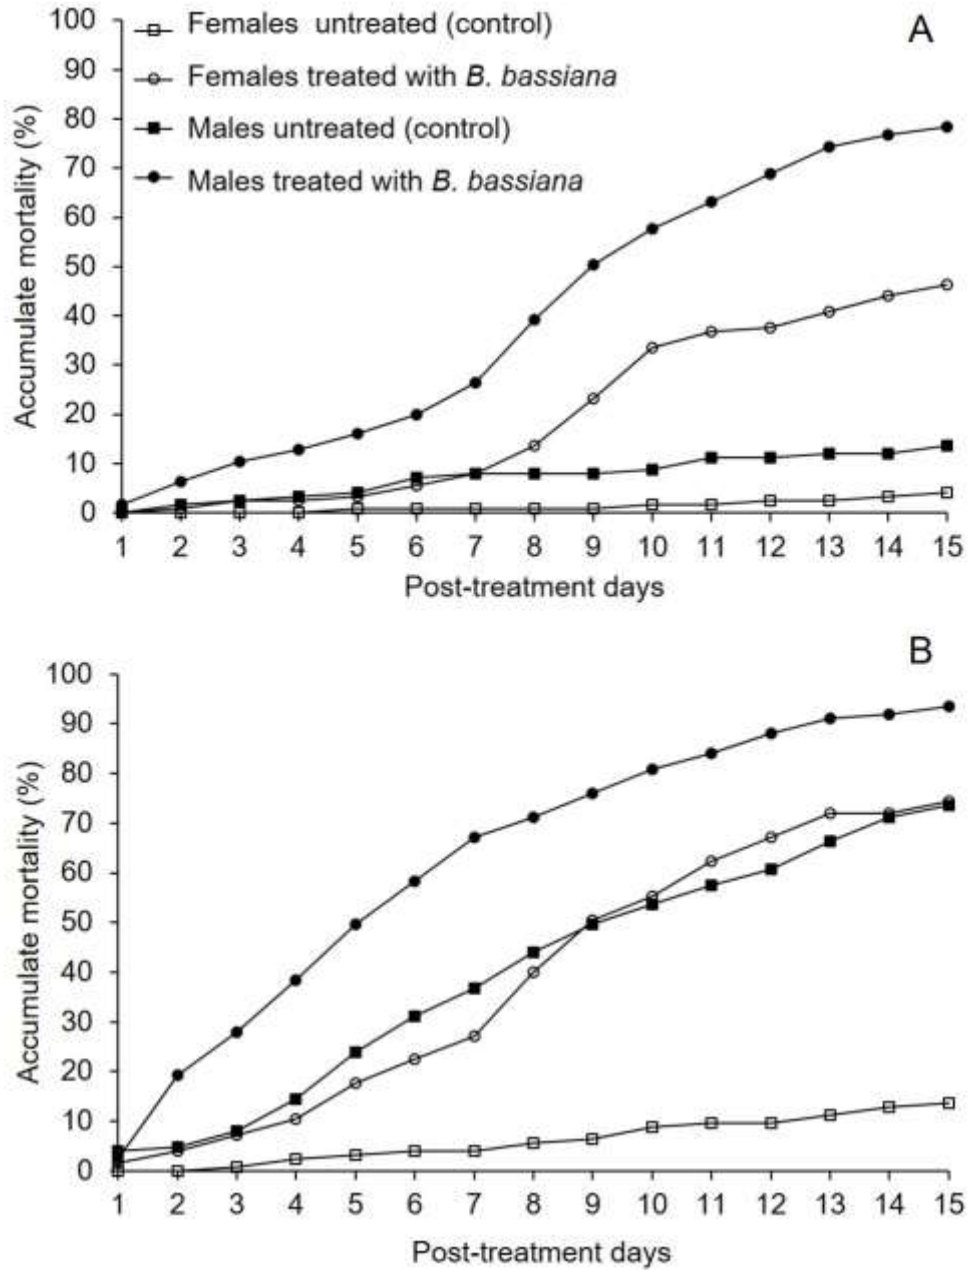 A
Females untreated (control)
Females treated with B. bassiana
Males untreated (control)
Males treated with B. bassiana
Accumulate mortality (%)
100
90
80
70
60
50
40
30
20
10
0
1 2 3 4 5 6 7 8 9 10 11 12 13 14 15
Post-treatment days
B
Accumulate mortality (%)
100
90
80
70
60
50
40
30
20
10
0
1 2 3 4 5 6 7 8 9 10 11 12 13 14 15
Post-treatment days